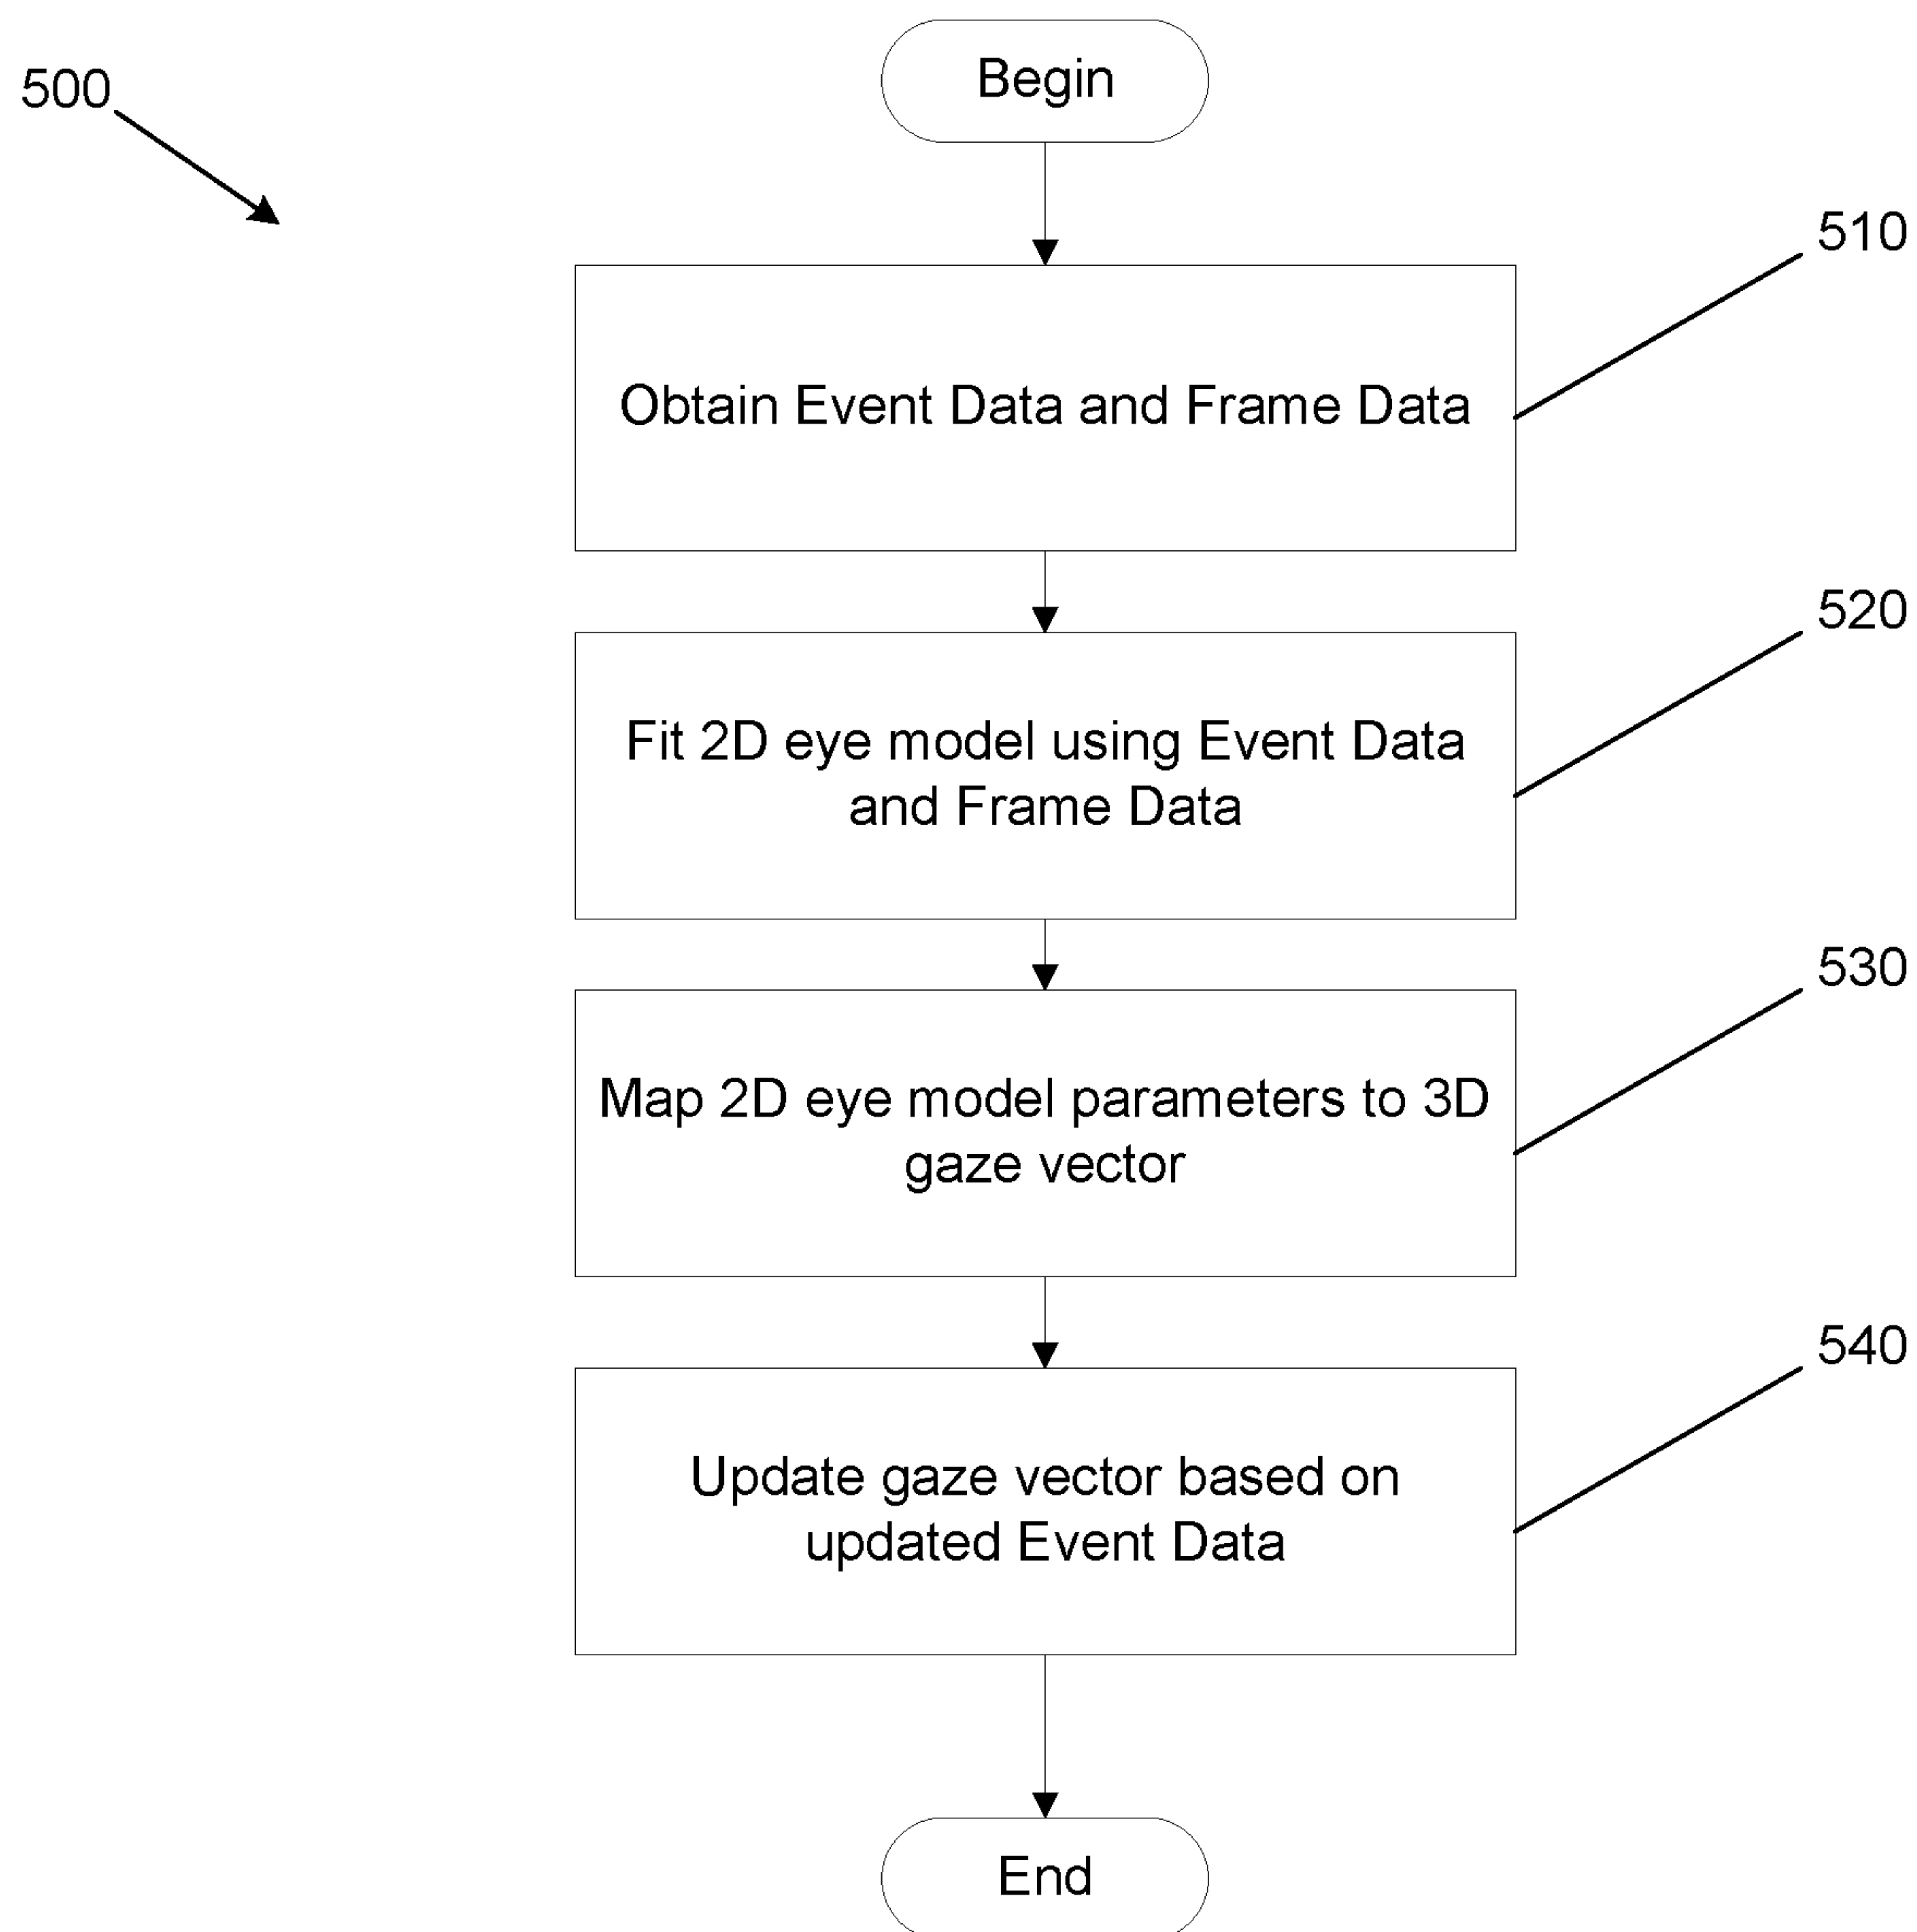 Begin
500
510
Obtain Event Data and Frame Data
520
Fit 2D eye model using Event Data
and Frame Data
530
Map 2D eye model parameters to 3D
gaze vector
540
Update gaze vector based on
updated Event Data
End